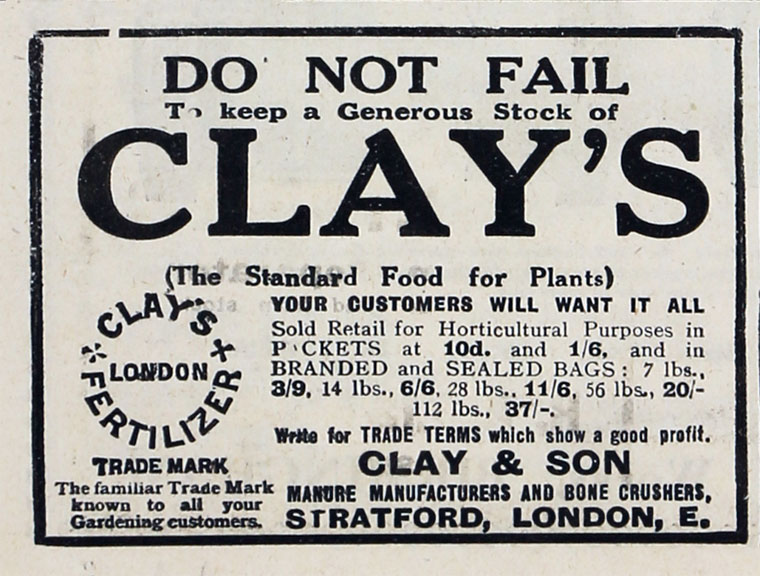 DO NOT FAIL
To keep a Generous Stock of
CLAY'S
(The Standard Food for Plants)
CLAY'S
LONDON
FERTILIZER
TRADE MARK
The familiar Trade Mark
known to all your
Gardening customers.
YOUR CUSTOMERS WILL WANT IT ALL
Sold Retail for Horticultural Purposes in
PACKETS at 10d. and 1/6, and in
BRANDED and SEALED BAGS: 7 lbs.,
3/9, 14 lbs., 6/6, 28 lbs., 11/6, 56 lbs., 20/-
112 lbs., 37/-.
Write for TRADE TERMS which show a good profit.
CLAY & SON
MANURE MANUFACTURERS AND BONE CRUSHERS,
STRATFORD, LONDON, E.